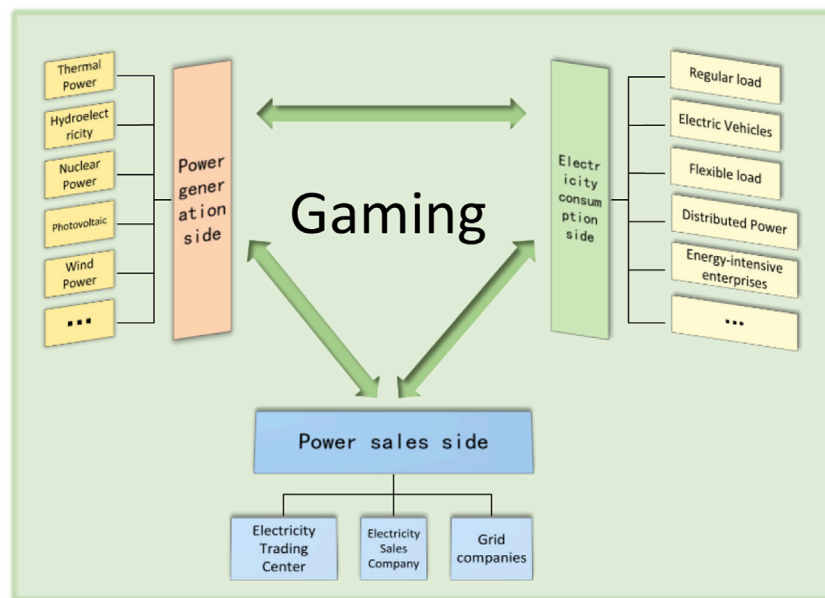 Thermal
Power
Hydroelect
ricity
Nuclear
Power
Photovoltaic
Wind
Power
...
Power
gener
ation
side
Gaming
Electr
icity
consum
ption
side
Regular load
Electric Vehicles
Flexible load
Distributed Power
Energy-intensive
enterprises
...
Power sales side
Electricity
Trading
Center
Electricity
Sales
Company
Grid
companies